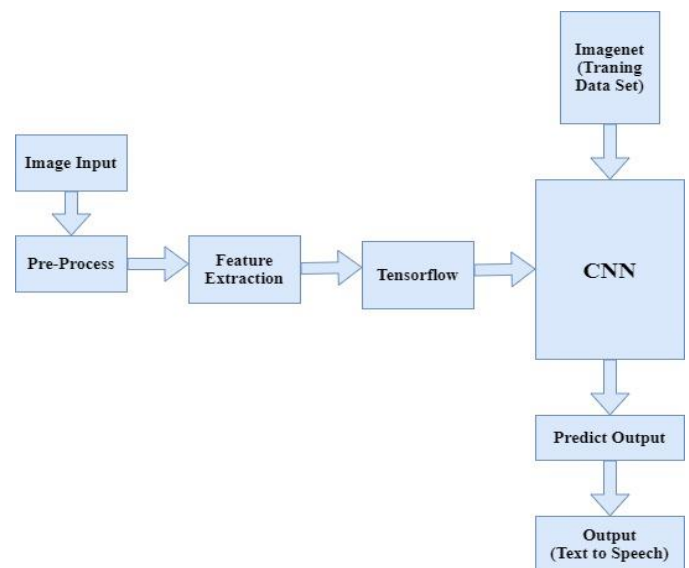 Imagenet
(Traning
Data Set)
Image Input
Pre-Process
Feature
Extraction
Tensorflow
CNN
Predict Output
Output
(Text to Speech)